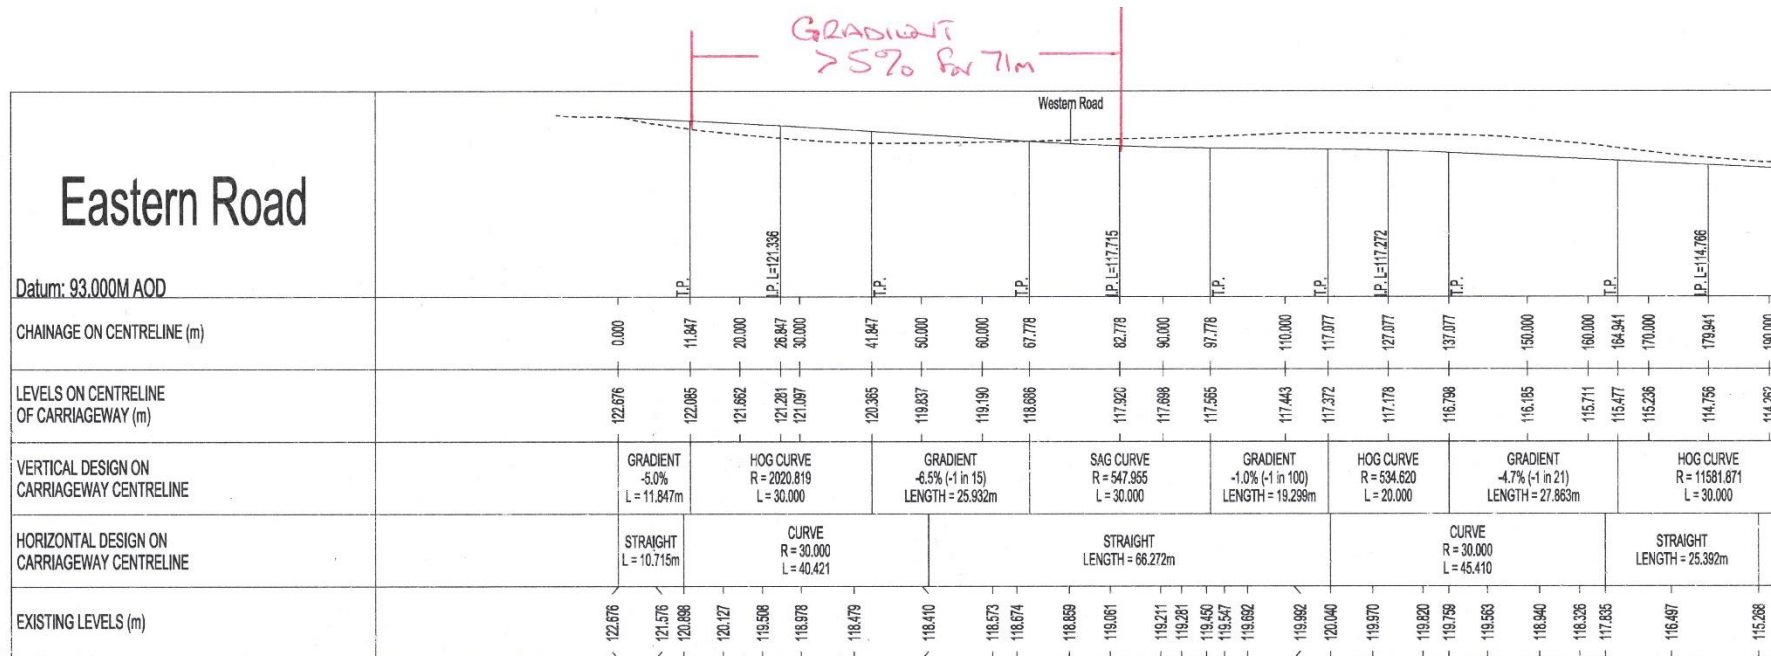 GRADIENT
>5% for 71m
Western Road
Eastern Road
Datum: 93.000M AOD
T.P.
I.P. L=121.336
T.P.
T.P.
I.P. L=117.715
T.P.
T.P.
I.P. L=117.272
T.P.
T.P.
I.P. L=114.766
CHAINAGE ON CENTRELINE (m)
0.000 11.847 20.000 26.847 30.000 41.847 50.000 60.000 67.778 82.778 90.000 97.778 110.000 117.077 127.077 137.077 150.000 160.000 164.941 170.000 179.941 190.000
LEVELS ON CENTRELINE
OF CARRIAGEWAY (m)
122.676 122.085 121.662 121.281 121.097 120.365 119.837 119.190 118.686 117.920 117.698 117.565 117.443 117.372 117.178 116.798 116.185 115.711 115.477 115.236 114.756 114.262
VERTICAL DESIGN ON
CARRIAGEWAY CENTRELINE
GRADIENT
-5.0%
L = 11.847m
HOG CURVE
R = 2020.819
L = 30.000
GRADIENT
-6.5% (-1 in 15)
LENGTH = 25.932m
SAG CURVE
R = 547.955
L = 30.000
GRADIENT
-1.0% (-1 in 100)
LENGTH = 19.299m
HOG CURVE
R = 534.620
L = 20.000
GRADIENT
-4.7% (-1 in 21)
LENGTH = 27.863m
HOG CURVE
R = 11581.871
L = 30.000
HORIZONTAL DESIGN ON
CARRIAGEWAY CENTRELINE
STRAIGHT
L = 10.715m
CURVE
R = 30.000
L = 40.421
STRAIGHT
LENGTH = 66.272m
CURVE
R = 30.000
L = 45.410
STRAIGHT
LENGTH = 25.392m
EXISTING LEVELS (m)
122.676 121.576 120.898 120.127 119.508 118.978 118.479 118.410 118.573 118.674 118.859 119.061 119.211 119.281 119.450 119.547 119.692 119.992 120.040 119.970 119.820 119.759 119.563 118.940 118.326 117.835 116.497 115.268